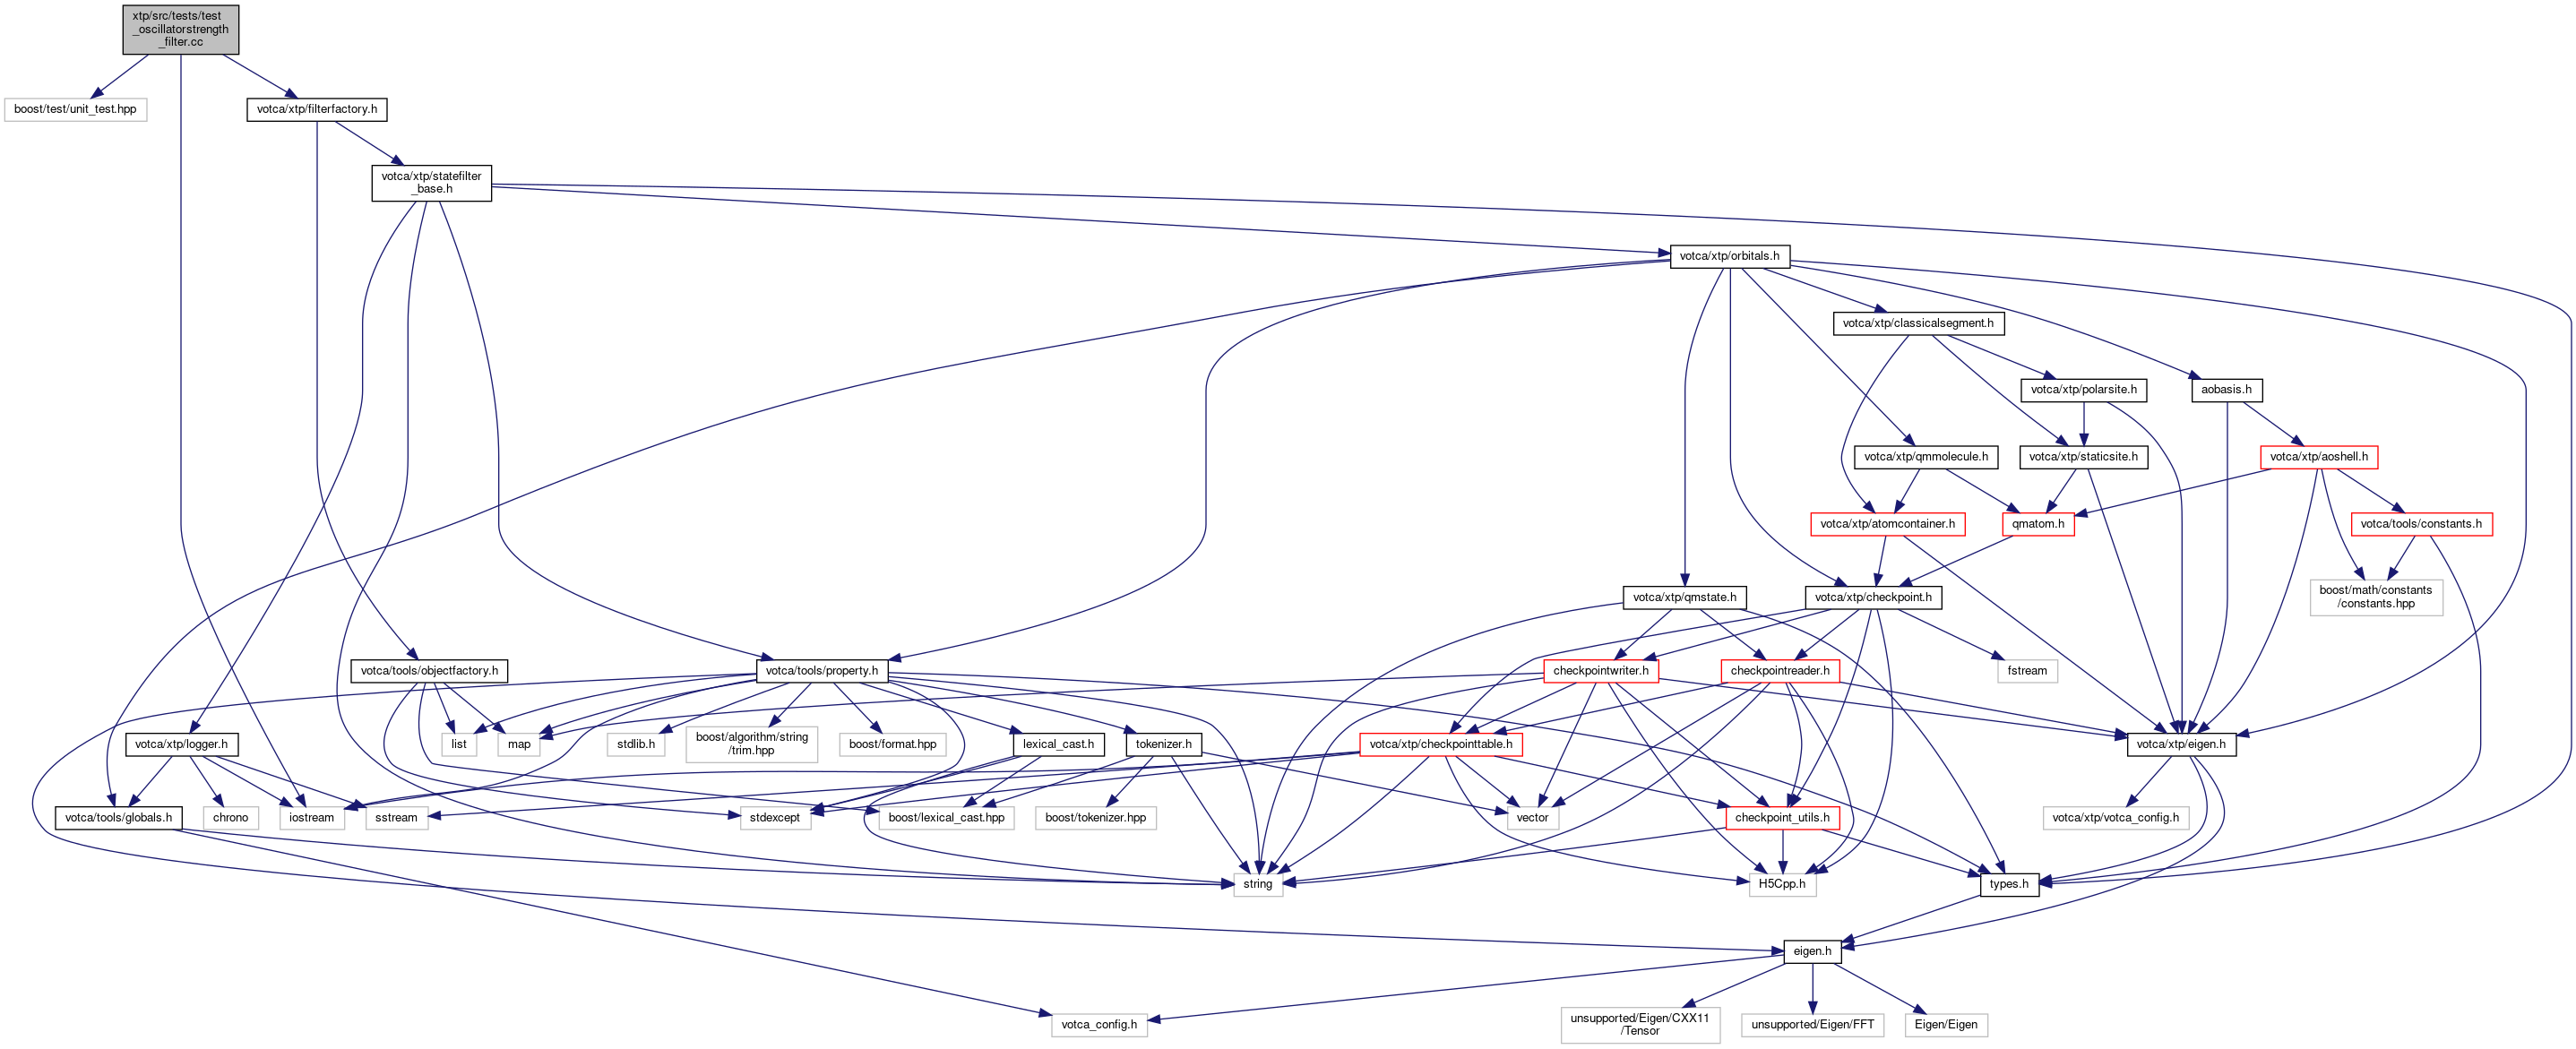 xtp/src/tests/test
_oscillatorstrength
_filter.cc
boost/test/unit_test.hpp
votca/xtp/filterfactory.h
votca/xtp/statefilter
_base.h
votca/xtp/orbitals.h
votca/xtp/classicalsegment.h
votca/xtp/polarsite.h
aobasis.h
votca/xtp/qmmolecule.h
votca/xtp/staticsite.h
votca/xtp/aoshell.h
votca/xtp/atomcontainer.h
qmatom.h
votca/tools/constants.h
votca/xtp/qmstate.h
votca/xtp/checkpoint.h
boost/math/constants
/constants.hpp
votca/tools/objectfactory.h
votca/tools/property.h
checkpointwriter.h
checkpointreader.h
fstream
votca/xtp/logger.h
list
map
stdlib.h
boost/algorithm/string
/trim.hpp
boost/format.hpp
lexical_cast.h
tokenizer.h
votca/xtp/checkpointtable.h
votca/xtp/eigen.h
votca/tools/globals.h
chrono
iostream
sstream
stdexcept
boost/lexical_cast.hpp
boost/tokenizer.hpp
vector
checkpoint_utils.h
votca/xtp/votca_config.h
string
H5Cpp.h
types.h
eigen.h
votca_config.h
unsupported/Eigen/CXX11
/Tensor
unsupported/Eigen/FFT
Eigen/Eigen